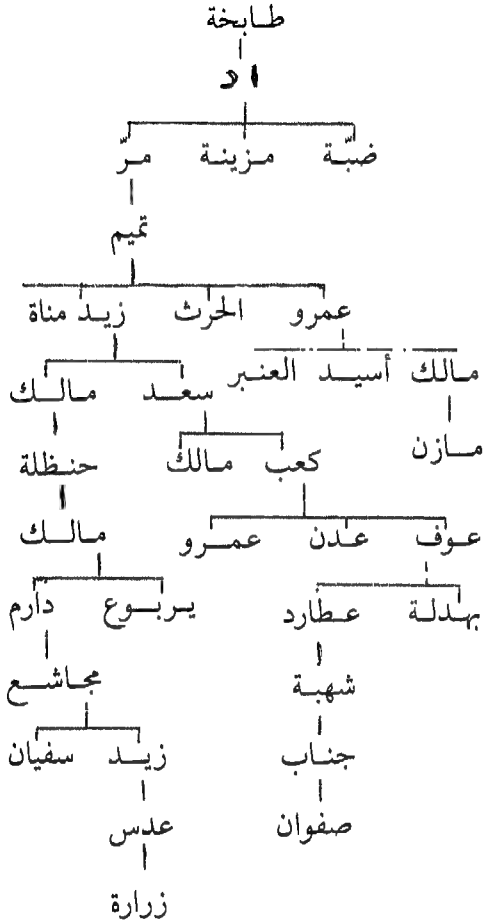 طابخة
اد
ضبّة مزينة مرّ
تميم
عمرو الحرث زيد مناة
مالك أسيد العنبر
سعد مالك
مازن
كعب مالك
حنظلة
مالك
عوف عدن عمرو
يربوع دارم
بهدلة عطارد
مجاشع
شهبة
زيد سفيان
جناب
عدس
صفوان
زرارة